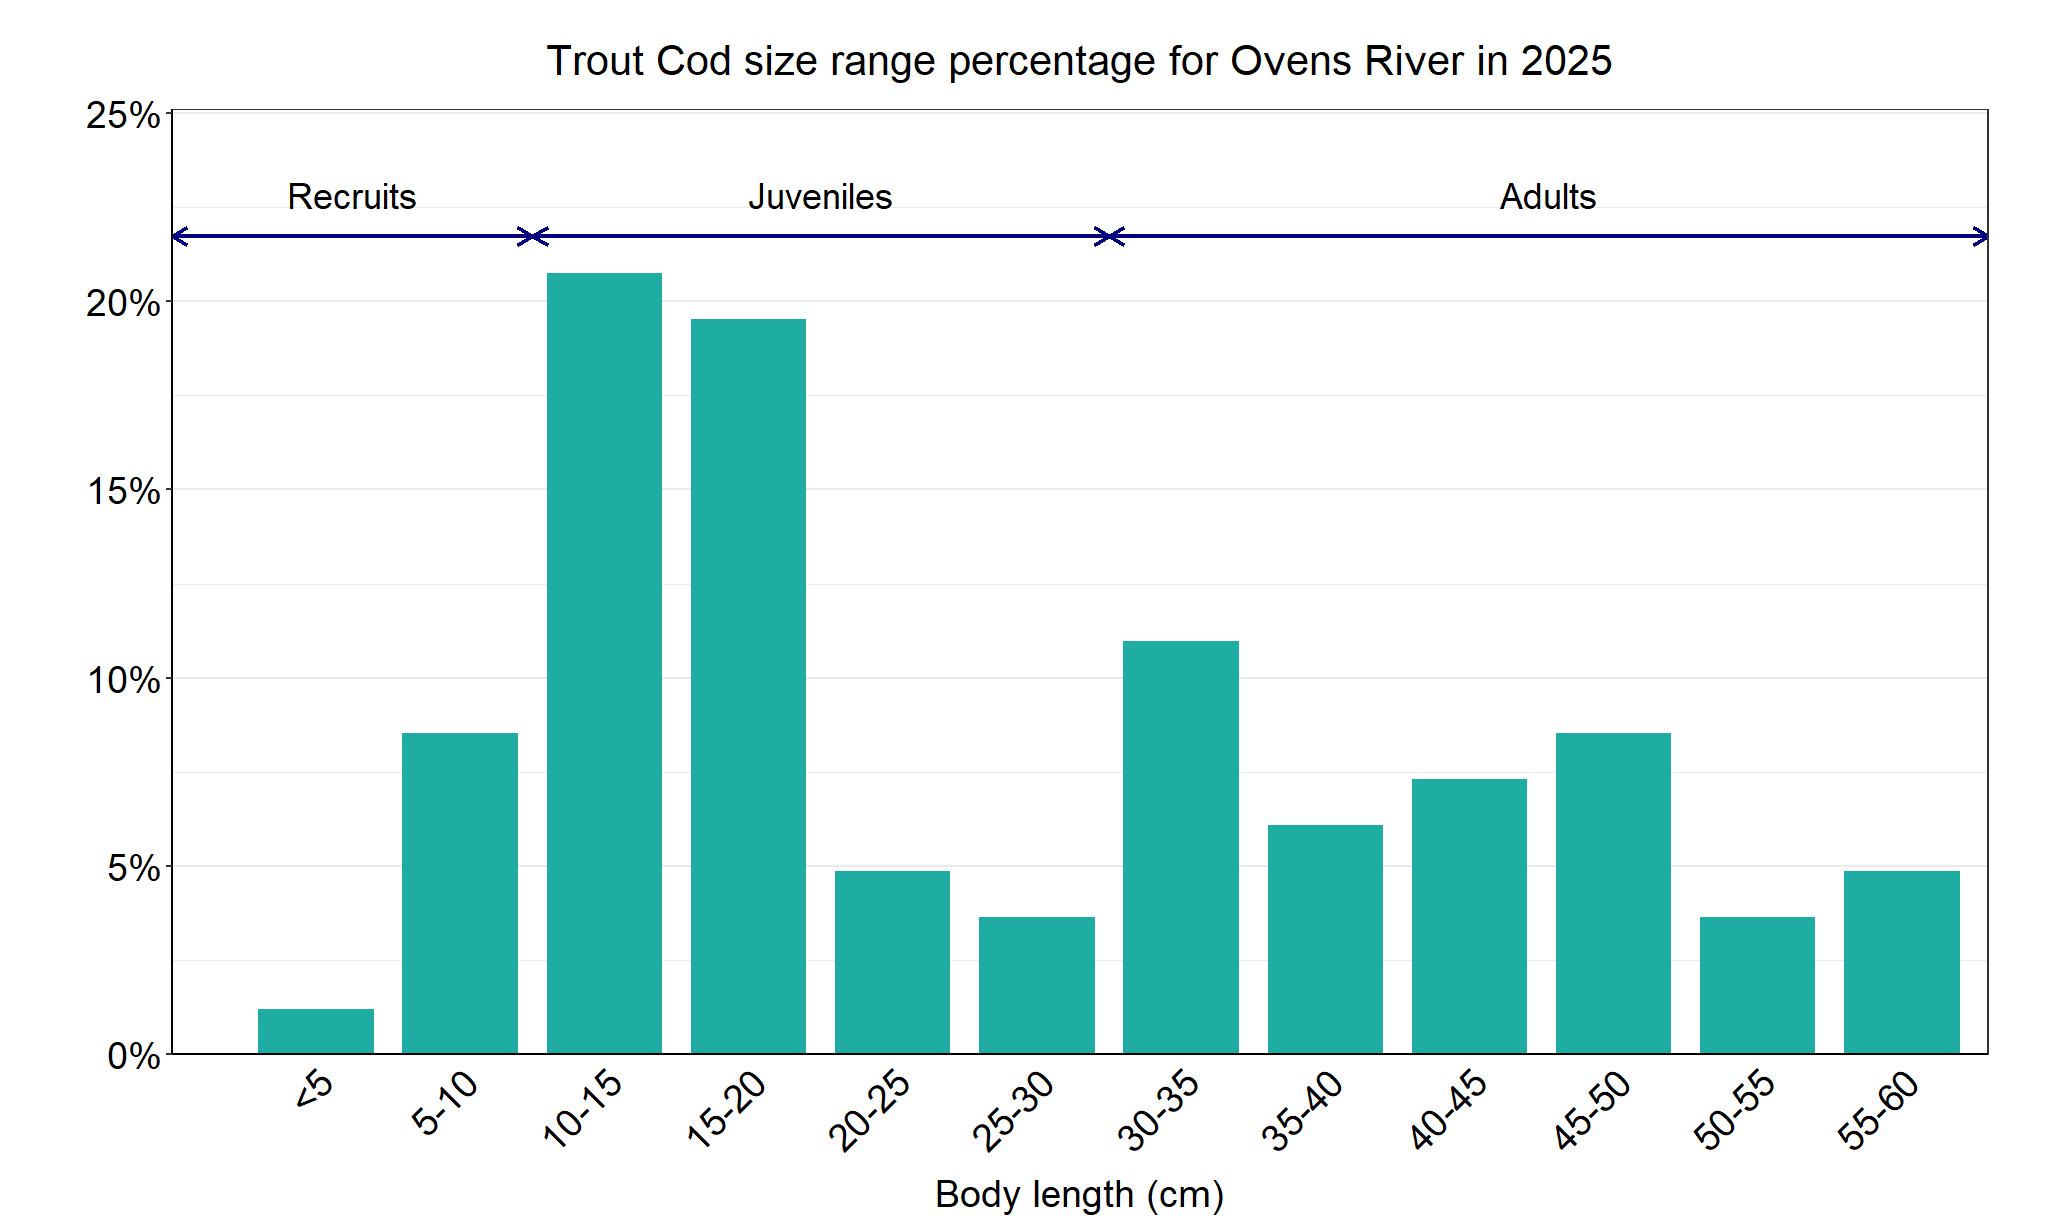 Trout Cod size range percentage for Ovens River in 2025
25%
Recruits Juveniles Adults
20%
15%
10%
5%
0%
<5 5-10 10-15 15-20 20-25 25-30 30-35 35-40 40-45 45-50 50-55 55-60
Body length (cm)